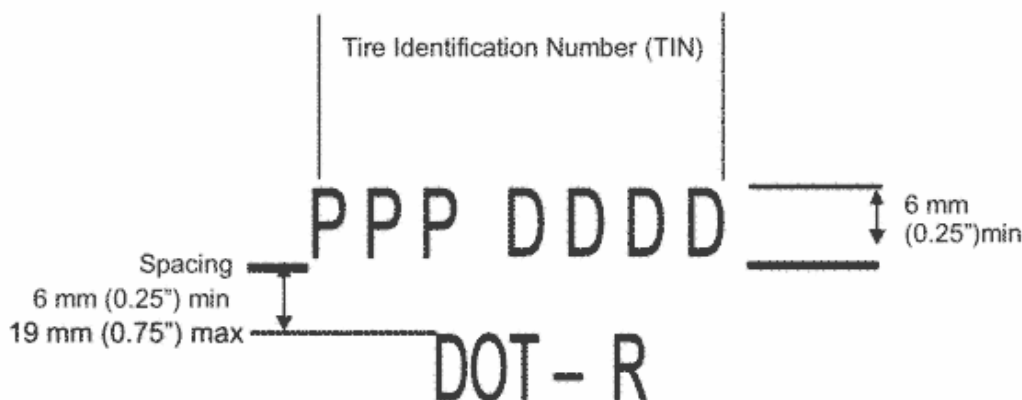 Tire Identification Number (TIN)
PPP DDDD
6 mm
(0.25")min
Spacing
6 mm (0.25”) min
19 mm (0.75”) max
DOT – R